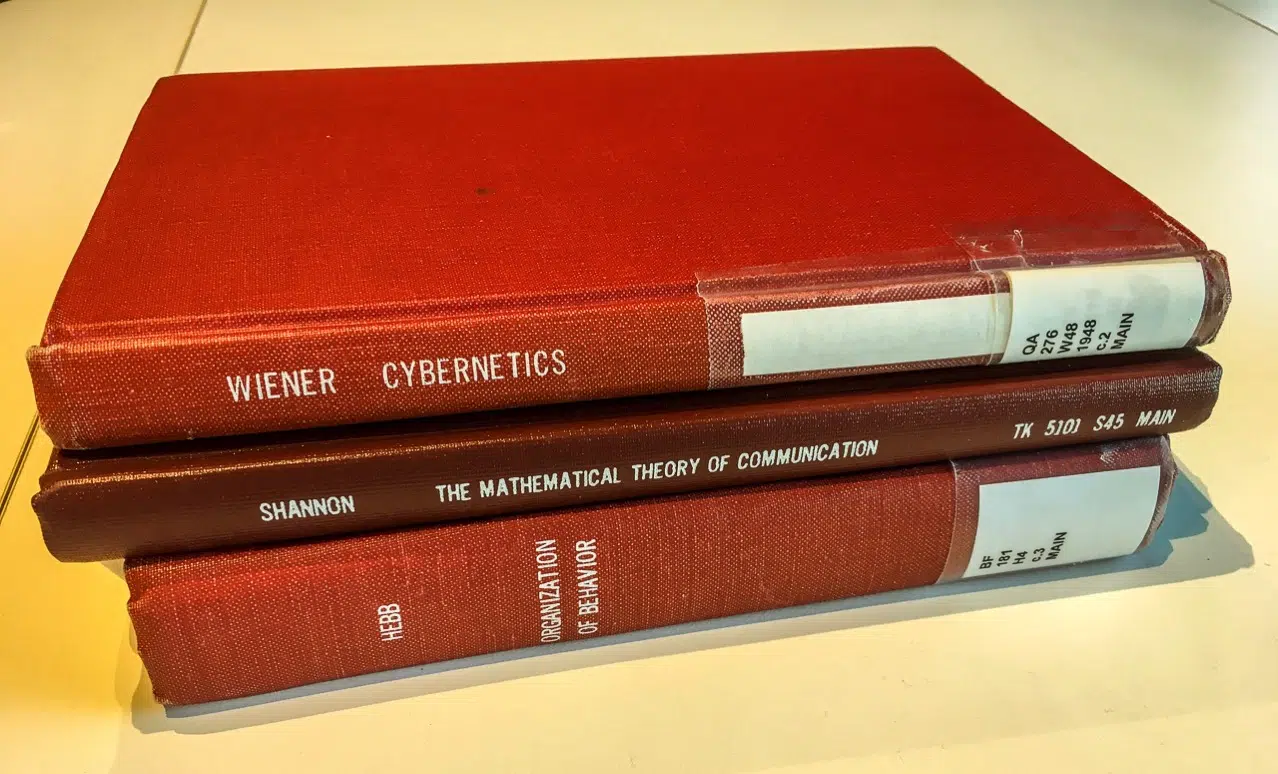 WIENER CYBERNETICS
QA
276
W48
1948
c.2
MAIN
SHANNON THE MATHEMATICAL THEORY OF COMMUNICATION TK 5101 S45 MAIN
HEBB
ORGANIZATION
OF BEHAVIOR
BF
181
H4
c.3
MAIN